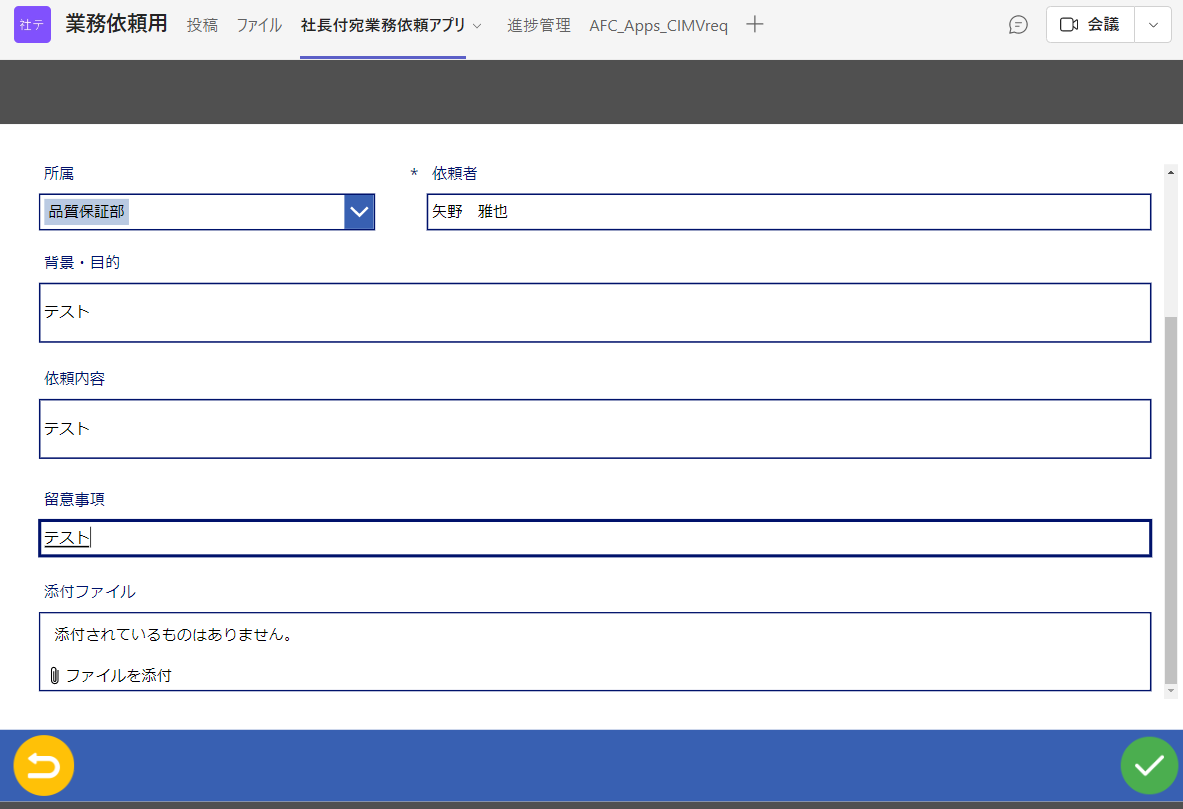 社テ 業務依頼用 投稿 ファイル 社長付宛業務依頼アプリ 進捗管理 AFC_Apps_CIMVreq 会議
所属 * 依頼者
品質保証部 矢野　雅也
背景・目的
テスト
依頼内容
テスト
留意事項
テスト
添付ファイル
添付されているものはありません。
ファイルを添付